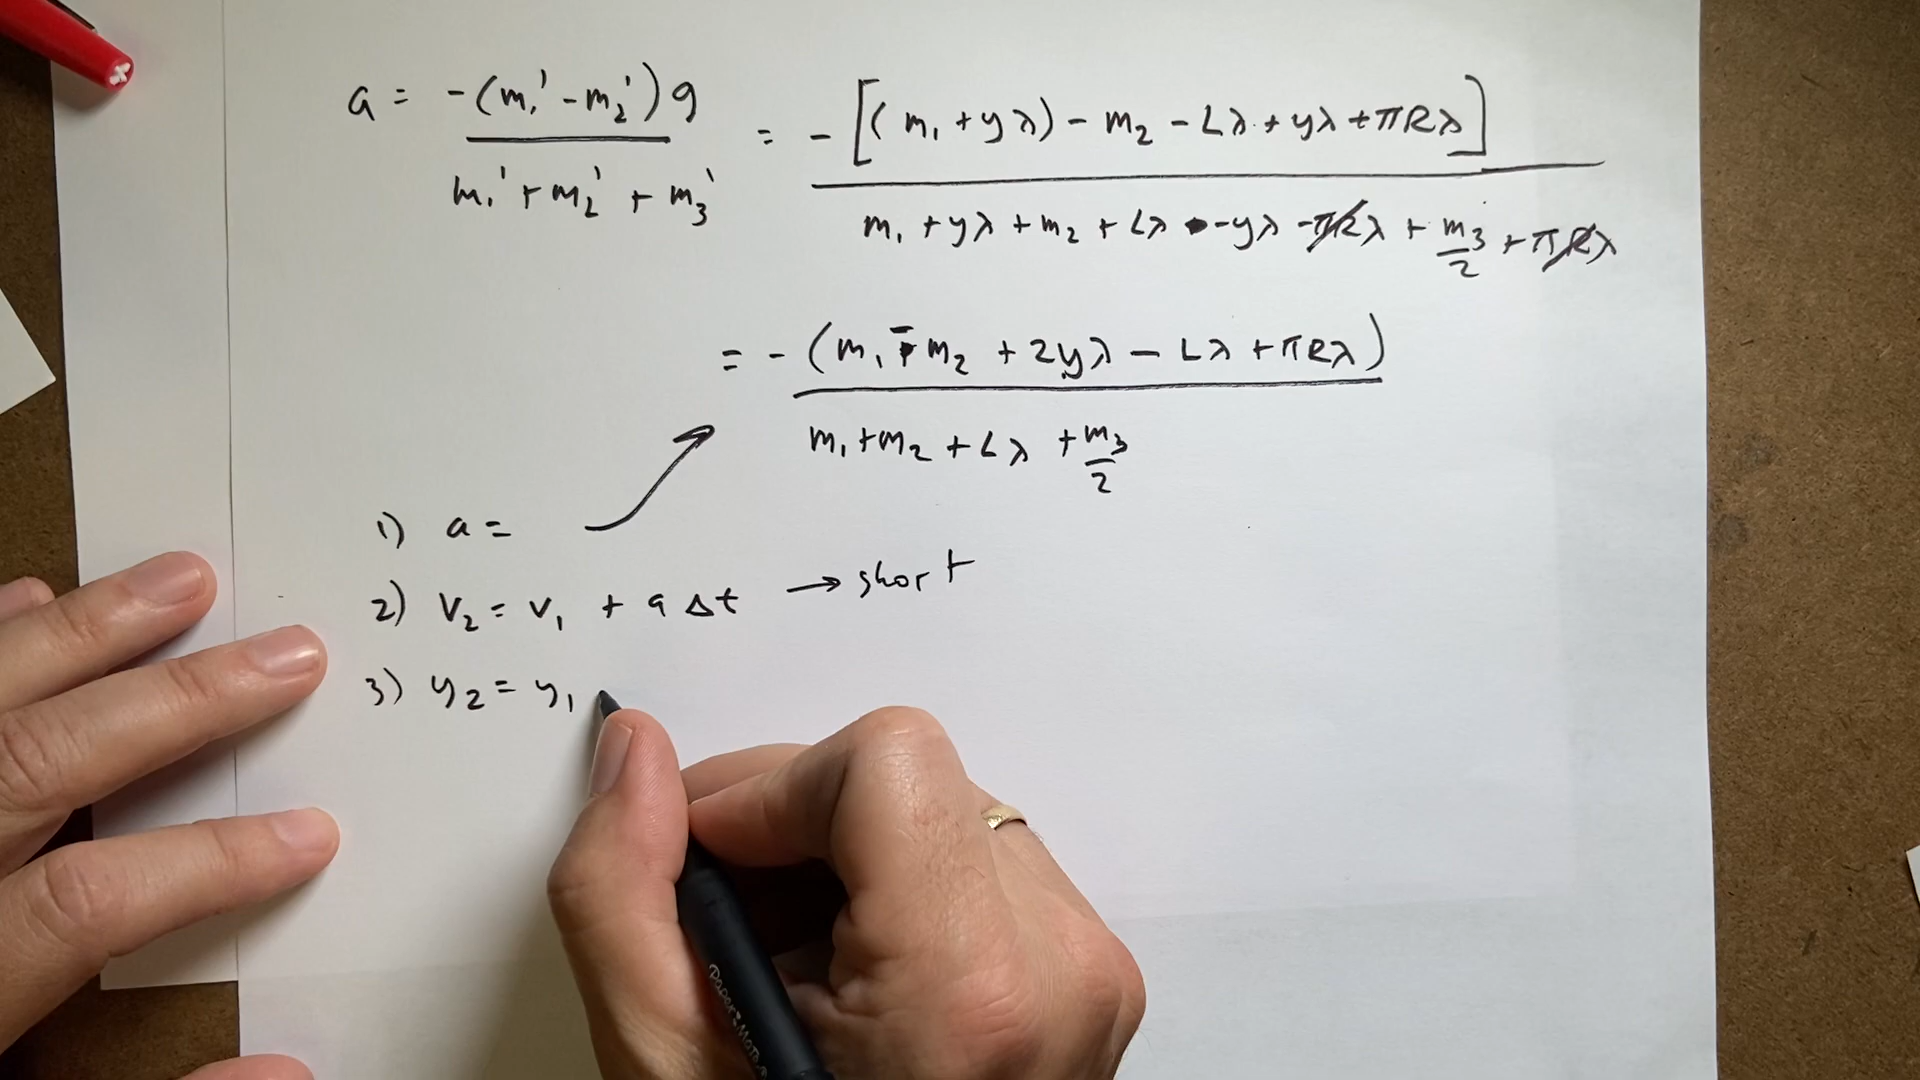 a = -(m₁' - m₂')g / m₁' + m₂' + m₃' = -[(m₁ + yλ) - m₂ - Lλ + yλ + πRλ] / m₁ + yλ + m₂ + Lλ - yλ - πRλ + m₃/2 + πRλ
= -(m₁ - m₂ + 2yλ - Lλ + πRλ) / m₁ + m₂ + Lλ + m₃/2
1) a =
2) v₂ = v₁ + a Δt → short
3) y₂ = y₁
PaperMate